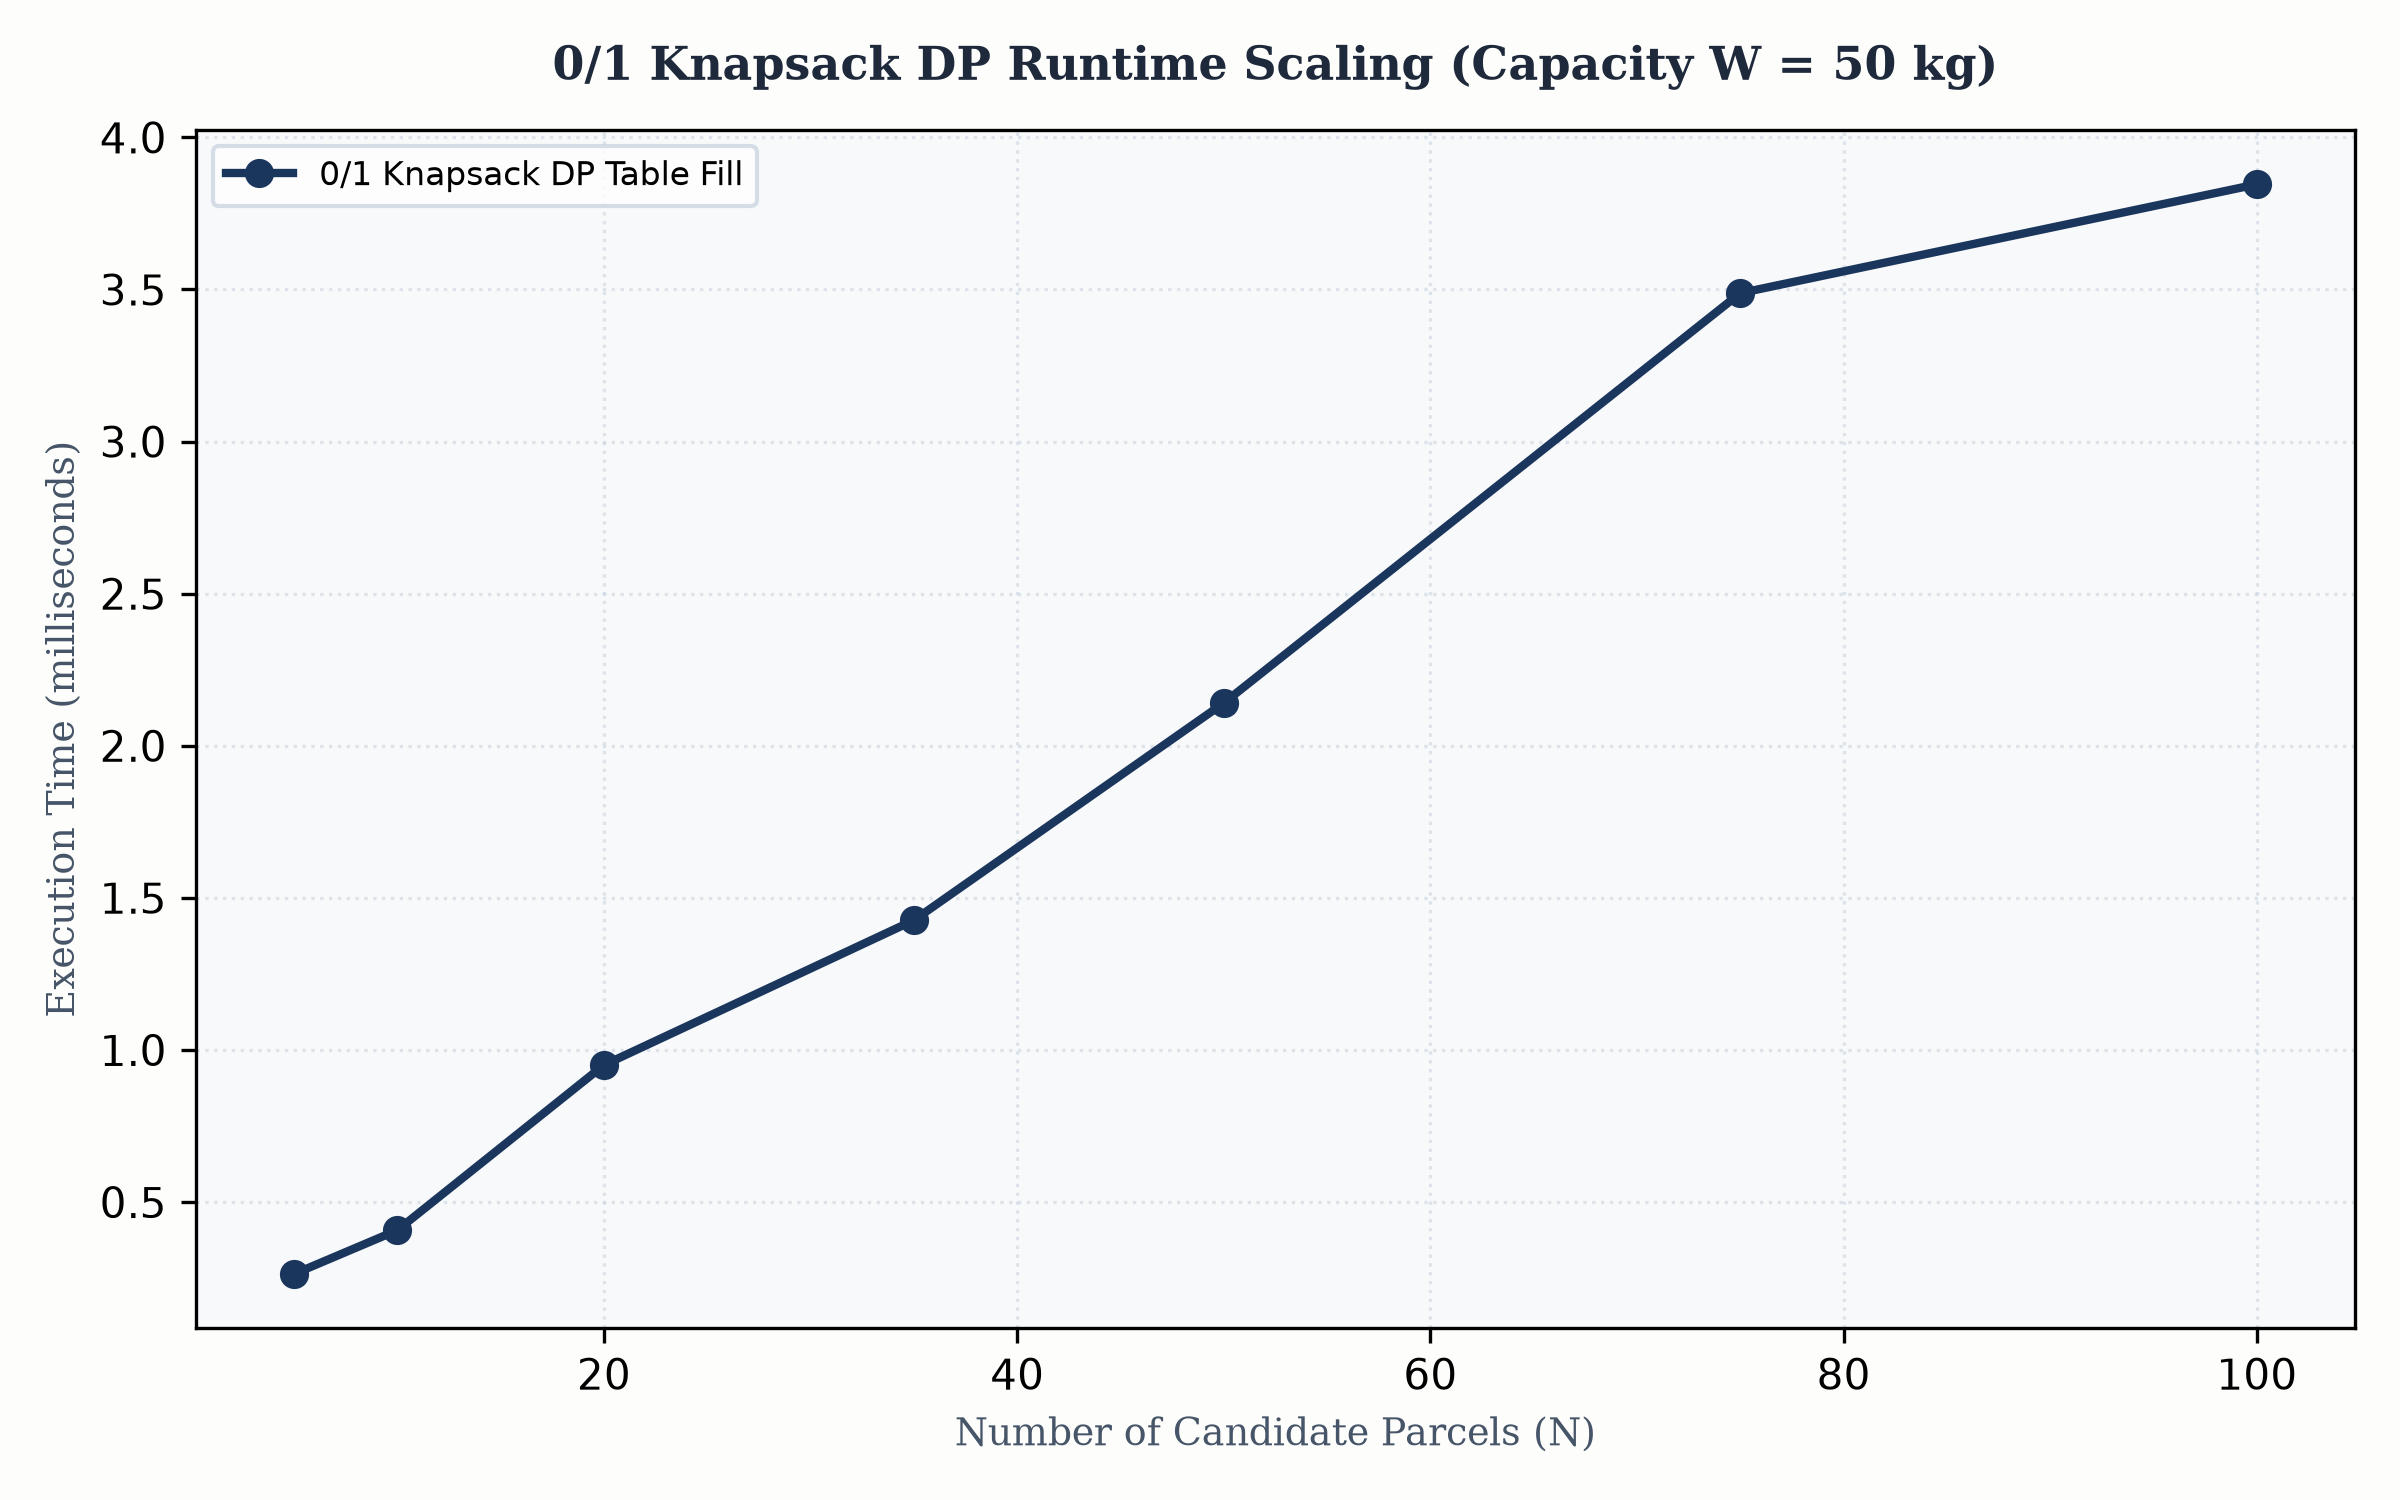 0/1 Knapsack DP Runtime Scaling (Capacity W = 50 kg)
0/1 Knapsack DP Table Fill
Execution Time (milliseconds)
4.0
3.5
3.0
2.5
2.0
1.5
1.0
0.5
20 40 60 80 100
Number of Candidate Parcels (N)